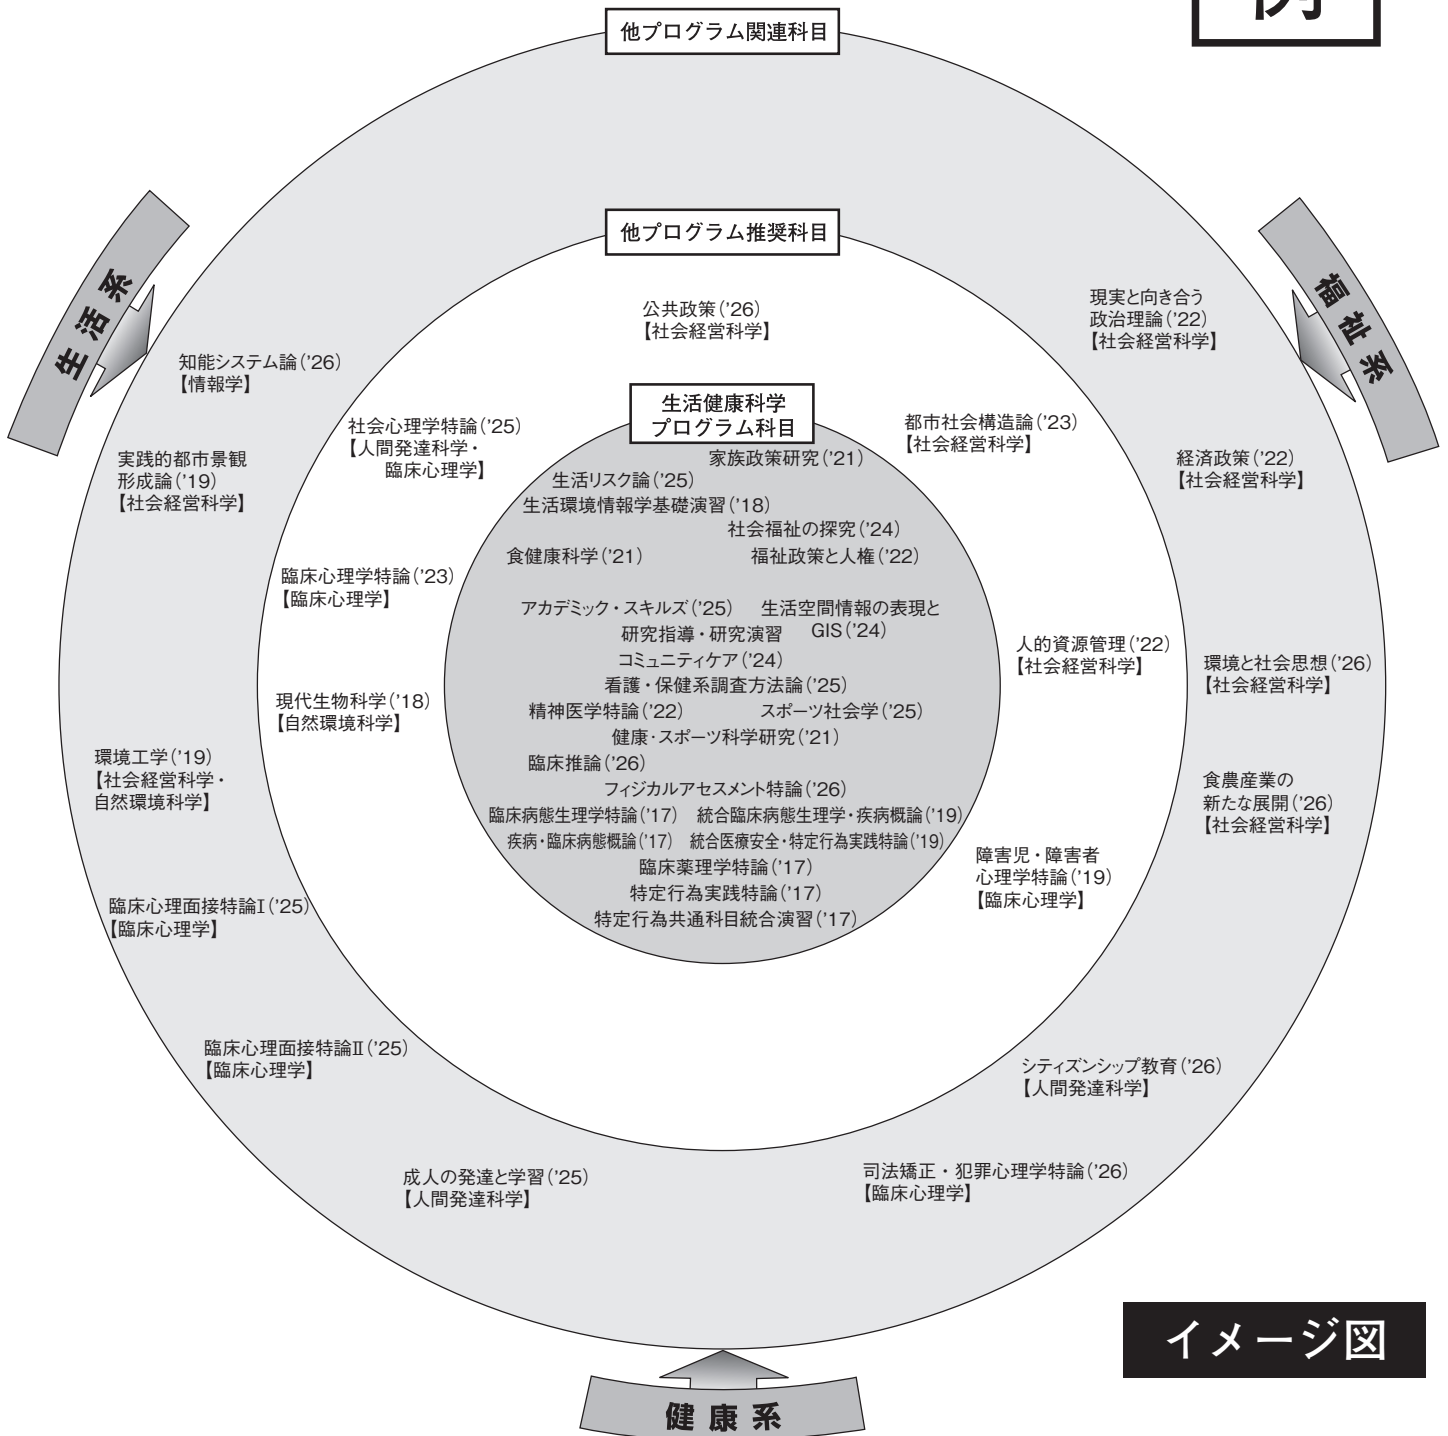 例
他プログラム関連科目
他プログラム推奨科目
生活系
福祉系
公共政策('26)
【社会経営科学】
現実と向き合う
政治理論('22)
【社会経営科学】
知能システム論('26)
【情報学】
生活健康科学
プログラム科目
社会心理学特論('25)
【人間発達科学・
臨床心理学】
都市社会構造論('23)
【社会経営科学】
実践的都市景観
形成論('19)
【社会経営科学】
経済政策('22)
【社会経営科学】
家族政策研究('21)
生活リスク論('25)
生活環境情報学基礎演習('18)
社会福祉の探究('24)
食健康科学('21)
福祉政策と人権('22)
臨床心理学特論('23)
【臨床心理学】
アカデミック・スキルズ('25)
生活空間情報の表現と
GIS('24)
研究指導・研究演習
コミュニティケア('24)
看護・保健系調査方法論('25)
精神医学特論('22)
スポーツ社会学('25)
健康・スポーツ科学研究('21)
臨床推論('26)
フィジカルアセスメント特論('26)
臨床病態生理学特論('17)
統合臨床病態生理学・疾病概論('19)
疾病・臨床病態概論('17)
統合医療安全・特定行為実践特論('19)
臨床薬理学特論('17)
特定行為実践特論('17)
特定行為共通科目統合演習('17)
人的資源管理('22)
【社会経営科学】
環境と社会思想('26)
【社会経営科学】
現代生物科学('18)
【自然環境科学】
環境工学('19)
【社会経営科学・
自然環境科学】
食農産業の
新たな展開('26)
【社会経営科学】
障害児・障害者
心理学特論('19)
【臨床心理学】
臨床心理面接特論Ⅰ('25)
【臨床心理学】
臨床心理面接特論Ⅱ('25)
【臨床心理学】
シティズンシップ教育('26)
【人間発達科学】
成人の発達と学習('25)
【人間発達科学】
司法矯正・犯罪心理学特論('26)
【臨床心理学】
イメージ図
健康系